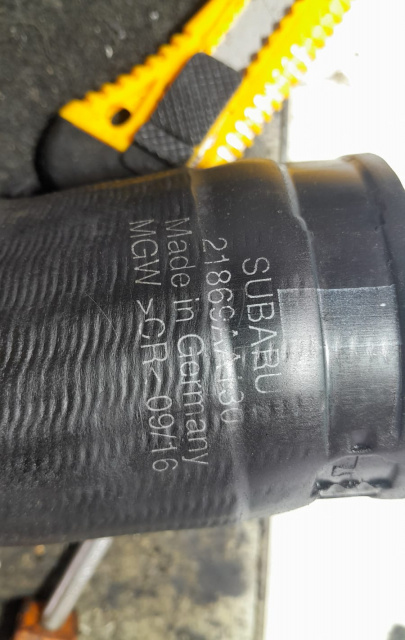 SUBARU
21869AA130
Made in Germany
MGW >CR< 09/16